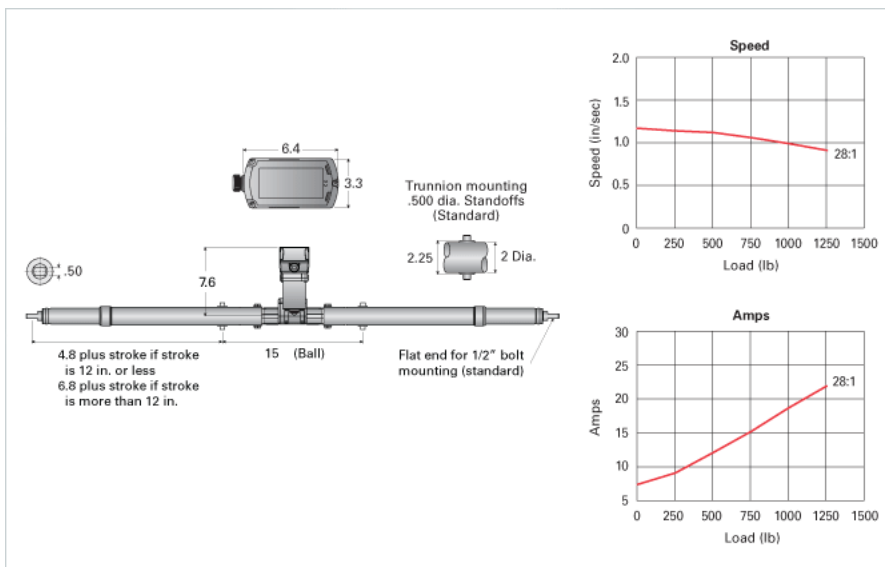 6.4
3.3
Trunnion mounting
.500 dia. Standoffs
(Standard)
2.25
2 Dia.
.50
7.6
4.8 plus stroke if stroke
is 12 in. or less
6.8 plus stroke if stroke
is more than 12 in.
15 (Ball)
Flat end for 1/2" bolt
mounting (standard)
Speed
2.0
1.5
1.0
0.5
0
Speed (in/sec)
28:1
0 250 500 750 1000 1250 1500
Load (lb)
Amps
30
25
20
15
10
5
Amps
28:1
0 250 500 750 1000 1250 1500
Load (lb)